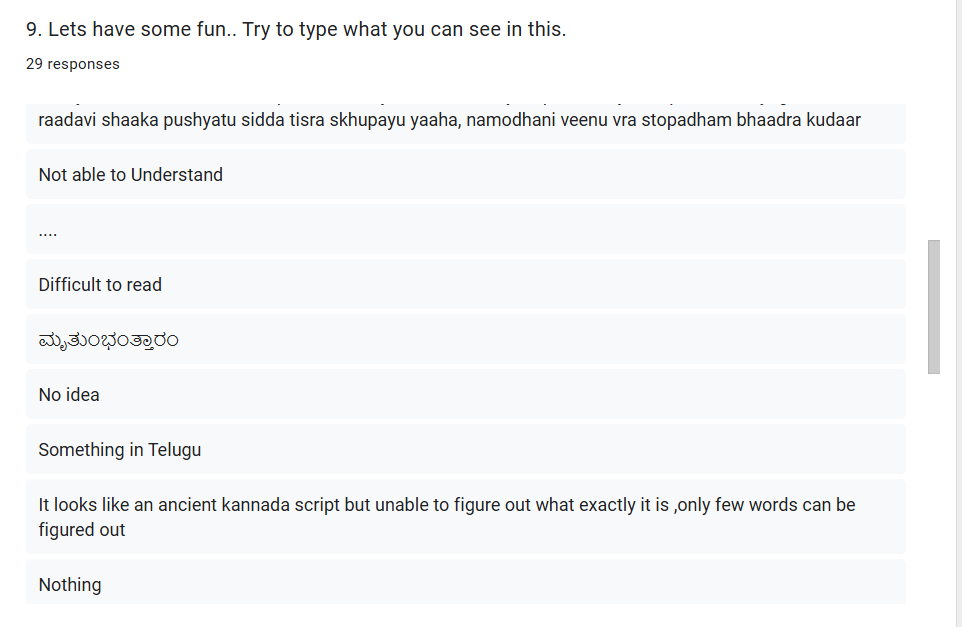 9. Lets have some fun.. Try to type what you can see in this.
29 responses
raadavi shaaka pushyatu sidda tisra skhupayu yaaha, namodhani veenu vra stopadham bhaadra kudaar
Not able to Understand
....
Difficult to read
ಮೃತುಂಭಂತ್ತಾರಂ
No idea
Something in Telugu
It looks like an ancient kannada script but unable to figure out what exactly it is ,only few words can be
figured out
Nothing